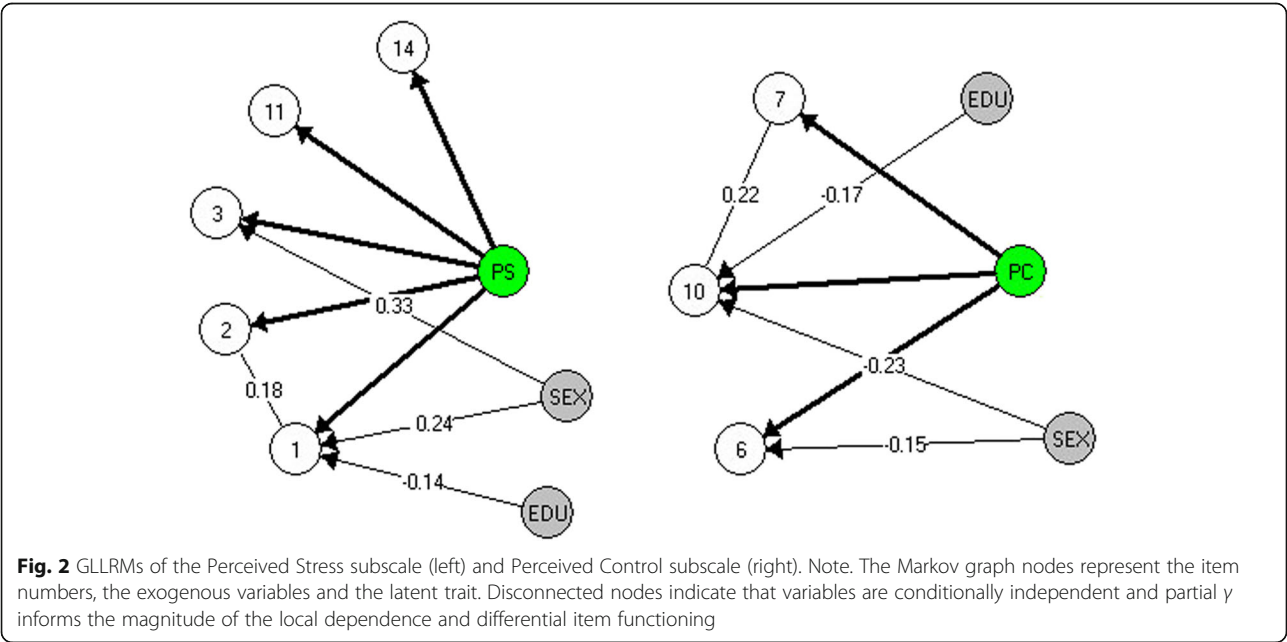 14
11
7
EDU
3
0.22
-0.17
PS
PC
10
0.33
2
0.18
-0.23
SEX
0.24
SEX
1
6
-0.15
-0.14
EDU
Fig. 2 GLLRMs of the Perceived Stress subscale (left) and Perceived Control subscale (right). Note. The Markov graph nodes represent the item
numbers, the exogenous variables and the latent trait. Disconnected nodes indicate that variables are conditionally independent and partial γ
informs the magnitude of the local dependence and differential item functioning